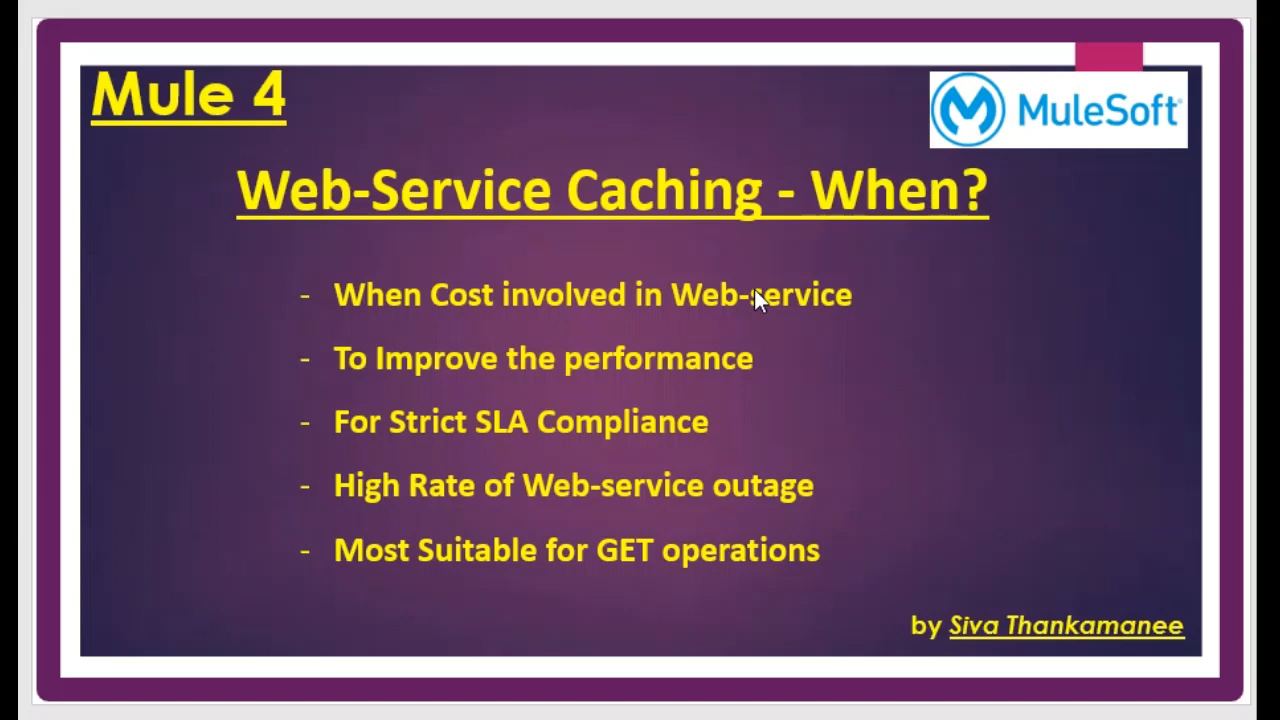 Mule 4
MuleSoft
Web-Service Caching - When?
- When Cost involved in Web-service
- To Improve the performance
- For Strict SLA Compliance
- High Rate of Web-service outage
- Most Suitable for GET operations
by Siva Thankamanee